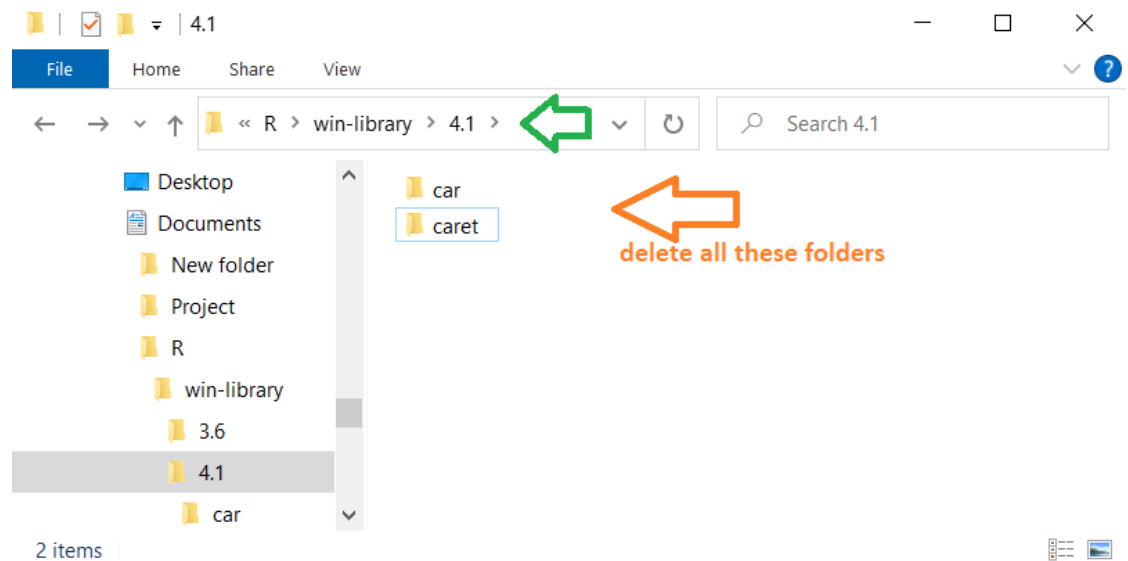 4.1
File Home Share View
« R > win-library > 4.1 > Search 4.1
Desktop
Documents
New folder
Project
R
win-library
3.6
4.1
car
car
caret
delete all these folders
2 items